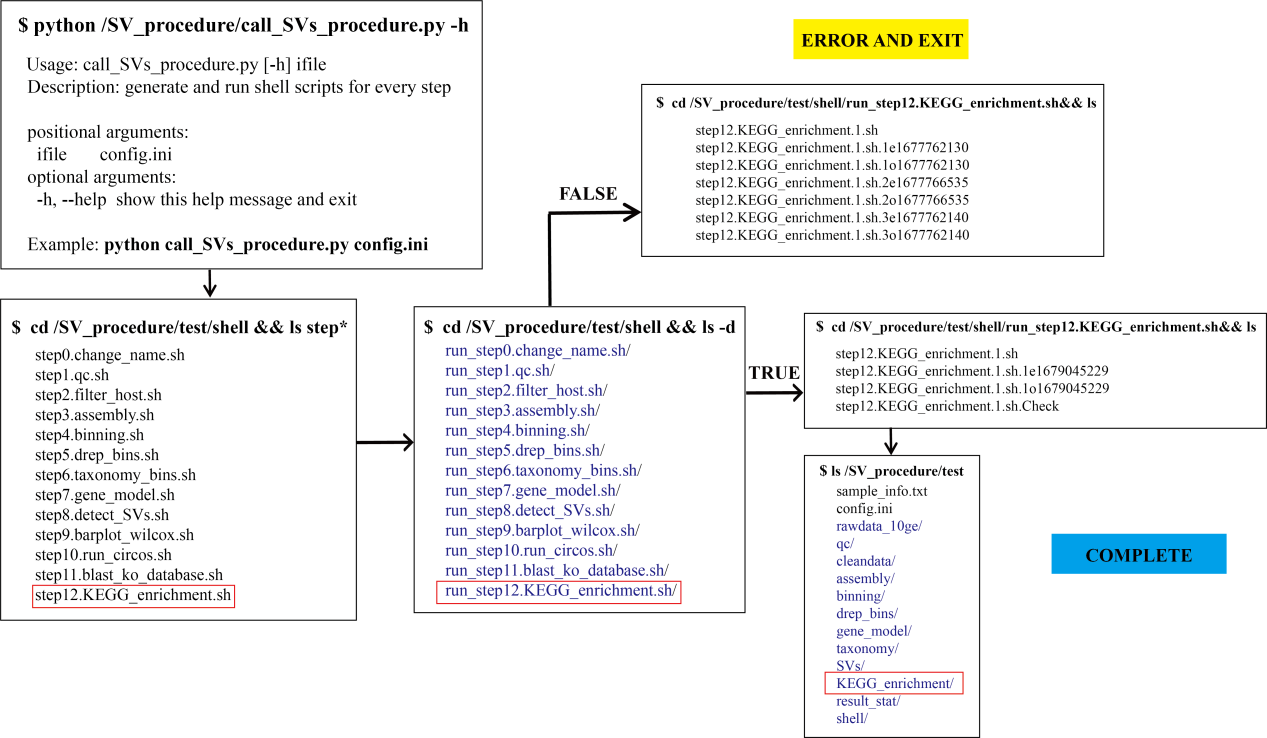 $ python /SV_procedure/call_SVs_procedure.py -h
Usage: call_SVs_procedure.py [-h] ifile
Description: generate and run shell scripts for every step
positional arguments:
ifile config.ini
optional arguments:
-h, --help show this help message and exit
Example: python call_SVs_procedure.py config.ini
$ cd /SV_procedure/test/shell && ls step*
step0.change_name.sh
step1.qc.sh
step2.filter_host.sh
step3.assembly.sh
step4.binning.sh
step5.drep_bins.sh
step6.taxonomy_bins.sh
step7.gene_model.sh
step8.detect_SVs.sh
step9.barplot_wilcox.sh
step10.run_circos.sh
step11.blast_ko_database.sh
step12.KEGG_enrichment.sh
$ cd /SV_procedure/test/shell && ls -d
run_step0.change_name.sh/
run_step1.qc.sh/
run_step2.filter_host.sh/
run_step3.assembly.sh/
run_step4.binning.sh/
run_step5.drep_bins.sh/
run_step6.taxonomy_bins.sh/
run_step7.gene_model.sh/
run_step8.detect_SVs.sh/
run_step9.barplot_wilcox.sh/
run_step10.run_circos.sh/
run_step11.blast_ko_database.sh/
run_step12.KEGG_enrichment.sh/
FALSE
ERROR AND EXIT
$ cd /SV_procedure/test/shell/run_step12.KEGG_enrichment.sh&& ls
step12.KEGG_enrichment.1.sh
step12.KEGG_enrichment.1.sh.1e1677762130
step12.KEGG_enrichment.1.sh.1o1677762130
step12.KEGG_enrichment.1.sh.2e1677766535
step12.KEGG_enrichment.1.sh.2o1677766535
step12.KEGG_enrichment.1.sh.3e1677762140
step12.KEGG_enrichment.1.sh.3o1677762140
TRUE
$ cd /SV_procedure/test/shell/run_step12.KEGG_enrichment.sh&& ls
step12.KEGG_enrichment.1.sh
step12.KEGG_enrichment.1.sh.1e1679045229
step12.KEGG_enrichment.1.sh.1o1679045229
step12.KEGG_enrichment.1.sh.Check
$ ls /SV_procedure/test
sample_info.txt
config.ini
rawdata_10ge/
qc/
cleandata/
assembly/
binning/
drep_bins/
gene_model/
taxonomy/
SVs/
KEGG_enrichment/
result_stat/
shell/
COMPLETE